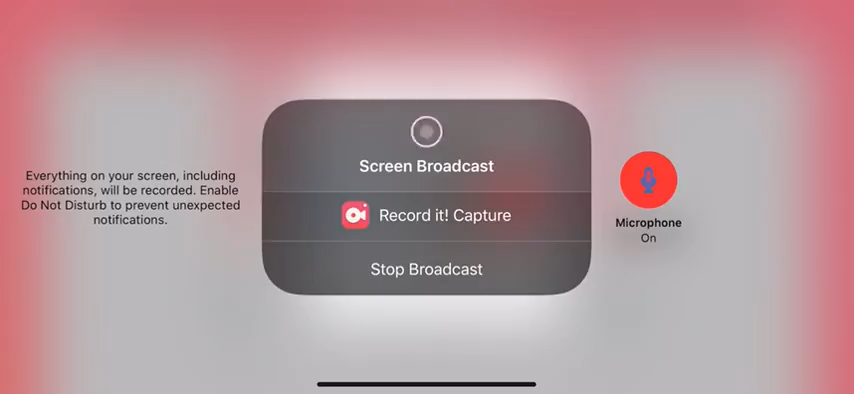 Everything on your screen, including
notifications, will be recorded. Enable
Do Not Disturb to prevent unexpected
notifications.
Screen Broadcast
Record it! Capture
Stop Broadcast
Microphone
On